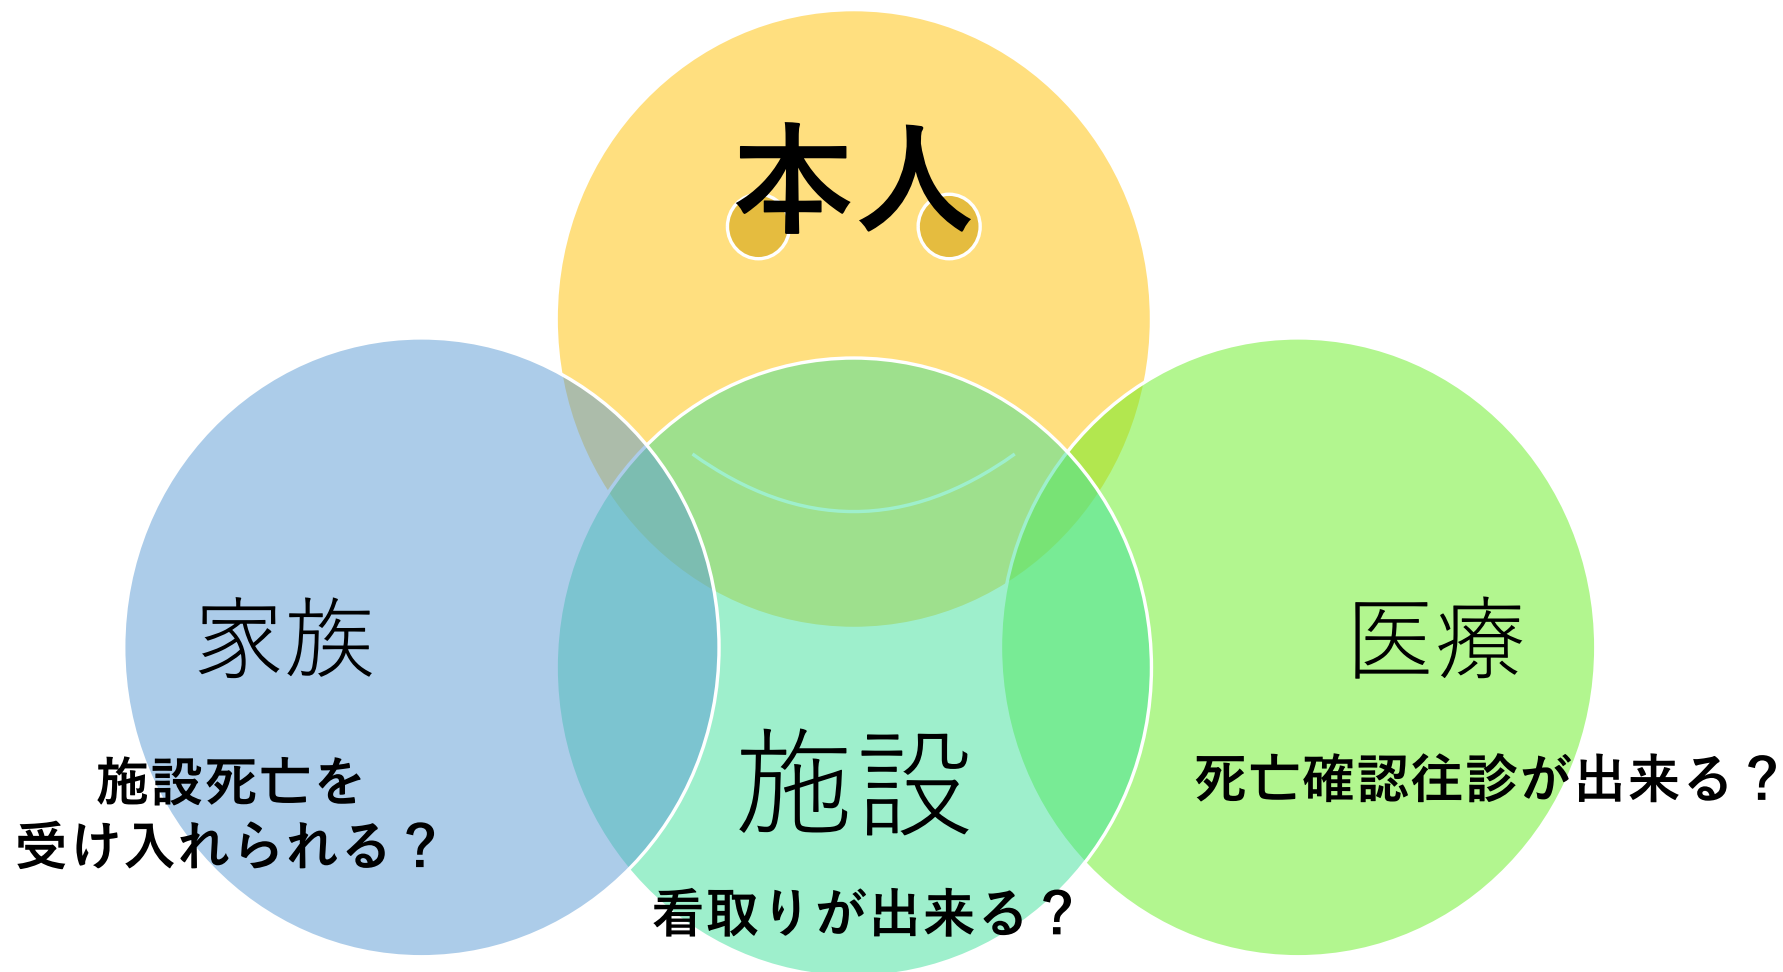 本人
家族
施設死亡を
受け入れられる？
施設
看取りが出来る？
医療
死亡確認往診が出来る？